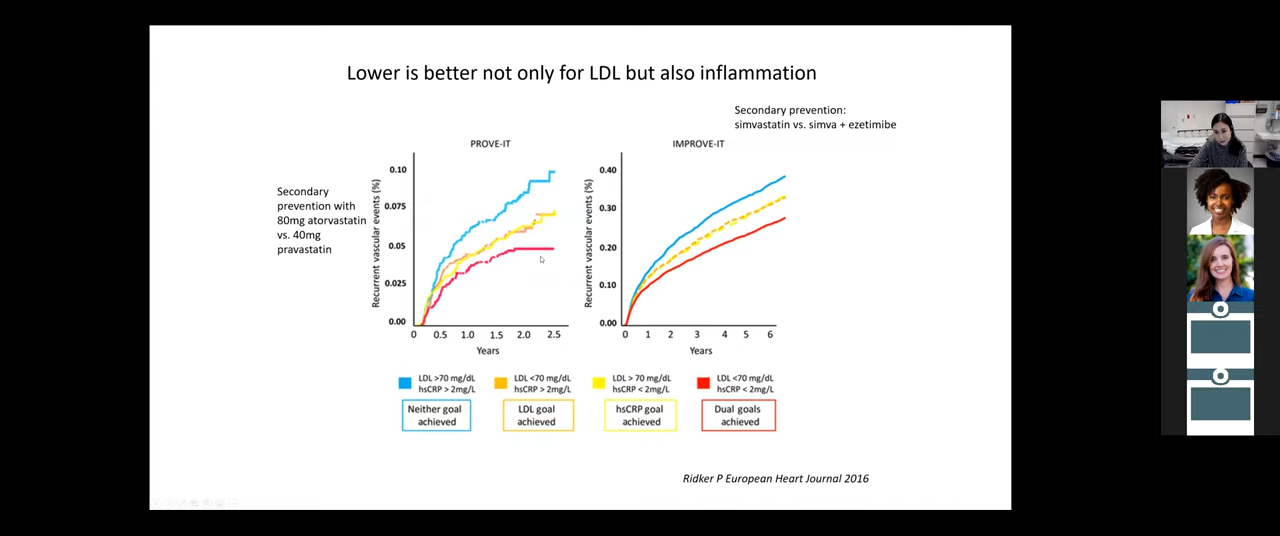 Lower is better not only for LDL but also inflammation
Secondary prevention:
simvastatin vs. simva + ezetimibe
Secondary
prevention with
80mg atorvastatin
vs. 40mg
pravastatin
PROVE-IT
Recurrent vascular events (%)
0.10
0.075
0.05
0.025
0.00
0 0.5 1.0 1.5 2.0 2.5
Years
IMPROVE-IT
Recurrent vascular events (%)
0.40
0.30
0.20
0.10
0.00
0 1 2 3 4 5 6
Years
LDL >70 mg/dL
hsCRP > 2mg/L
Neither goal
achieved
LDL <70 mg/dL
hsCRP > 2mg/L
LDL goal
achieved
LDL > 70 mg/dL
hsCRP < 2mg/L
hsCRP goal
achieved
LDL <70 mg/dL
hsCRP < 2mg/L
Dual goals
achieved
Ridker P European Heart Journal 2016